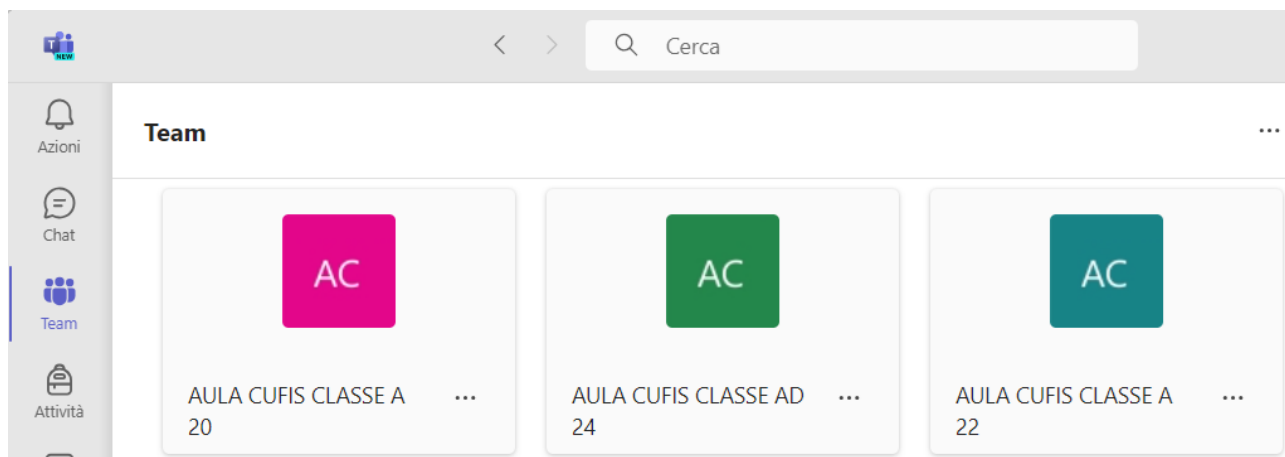 T
NEW
Cerca
Azioni
Team
...
Chat
AC
AC
AC
Team
Attività
AULA CUFIS CLASSE A
20
...
AULA CUFIS CLASSE AD
24
...
AULA CUFIS CLASSE A
22
...